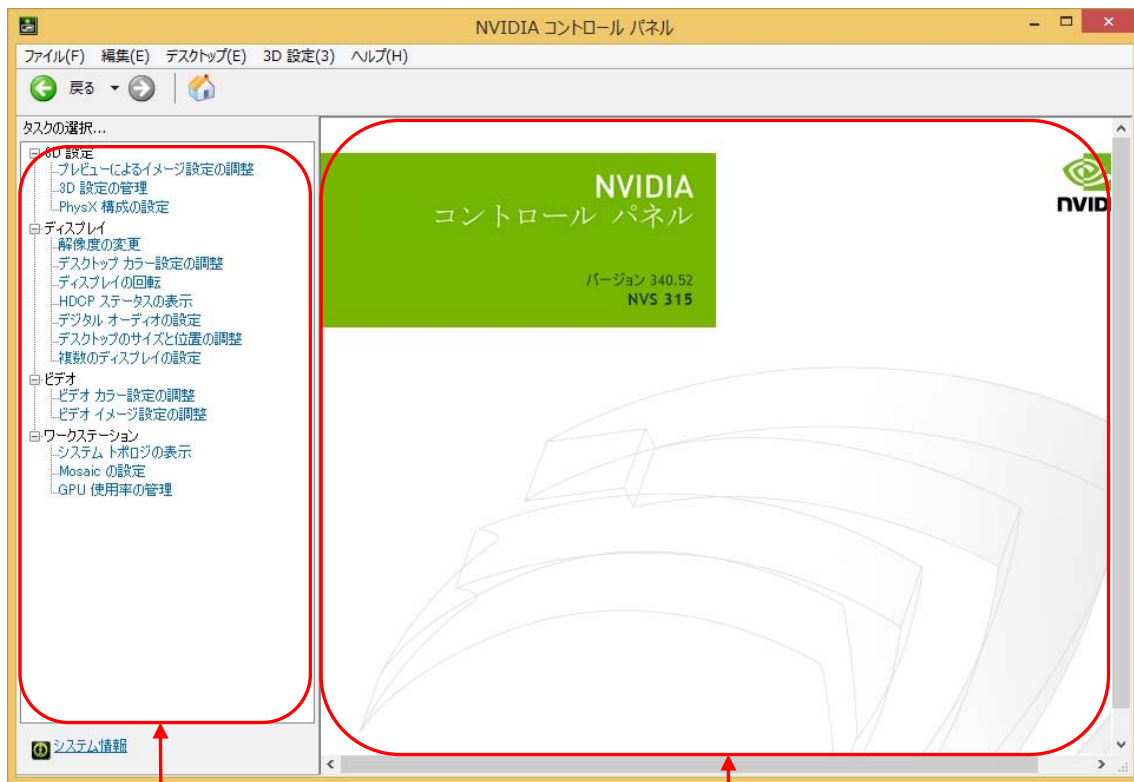 NVIDIA コントロール パネル
ファイル(F) 編集(E) デスクトップ(E) 3D 設定(3) ヘルプ(H)
戻る
タスクの選択...
3D 設定
プレビューによるイメージ設定の調整
3D 設定の管理
PhysX 構成の設定
ディスプレイ
解像度の変更
デスクトップ カラー設定の調整
ディスプレイの回転
HDCP ステータスの表示
デジタル オーディオの設定
デスクトップのサイズと位置の調整
複数のディスプレイの設定
ビデオ
ビデオ カラー設定の調整
ビデオ イメージ設定の調整
ワークステーション
システム トポロジの表示
Mosaic の設定
GPU 使用率の管理
システム情報
NVIDIA
コントロール パネル
バージョン 340.52
NVS 315
NVID